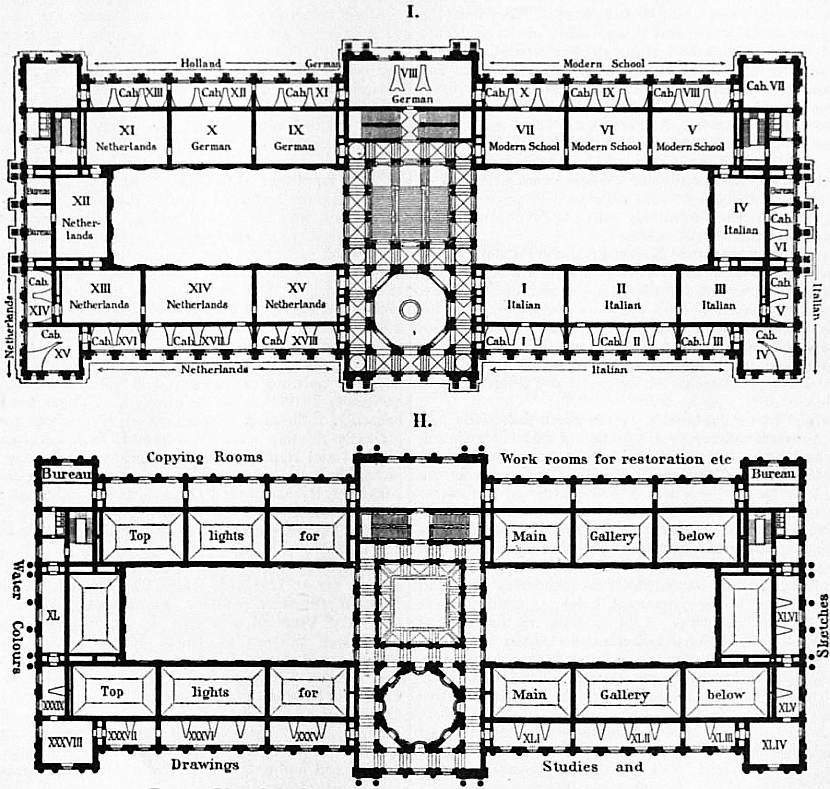 I.
Holland German Modern School
Cab. XIII Cab. XII Cab. XI VIII German Cab. X Cab. IX Cab. VIII Cab. VII
XI Netherlands X German IX German VII Modern School VI Modern School V Modern School
Bureau XII Nether-lands IV Italian Bureau
Bureau Cab. VI
Cab. XIV XIII Netherlands XIV Netherlands XV Netherlands I Italian II Italian III Italian Cab. V
Netherlands Italian
Cab. XV Cab. XVI Cab. XVII Cab. XVIII Cab. I Cab. II Cab. III Cab. IV
Netherlands Italian
II.
Copying Rooms Work rooms for restoration etc
Bureau Bureau
Top lights for Main Gallery below
Water Colours XL XLVI Sketches
XXXIX Top lights for Main Gallery below XLV
XXXVIII XXXVII XXXVI XXXV XLI XLII XLIII XLIV
Drawings Studies and